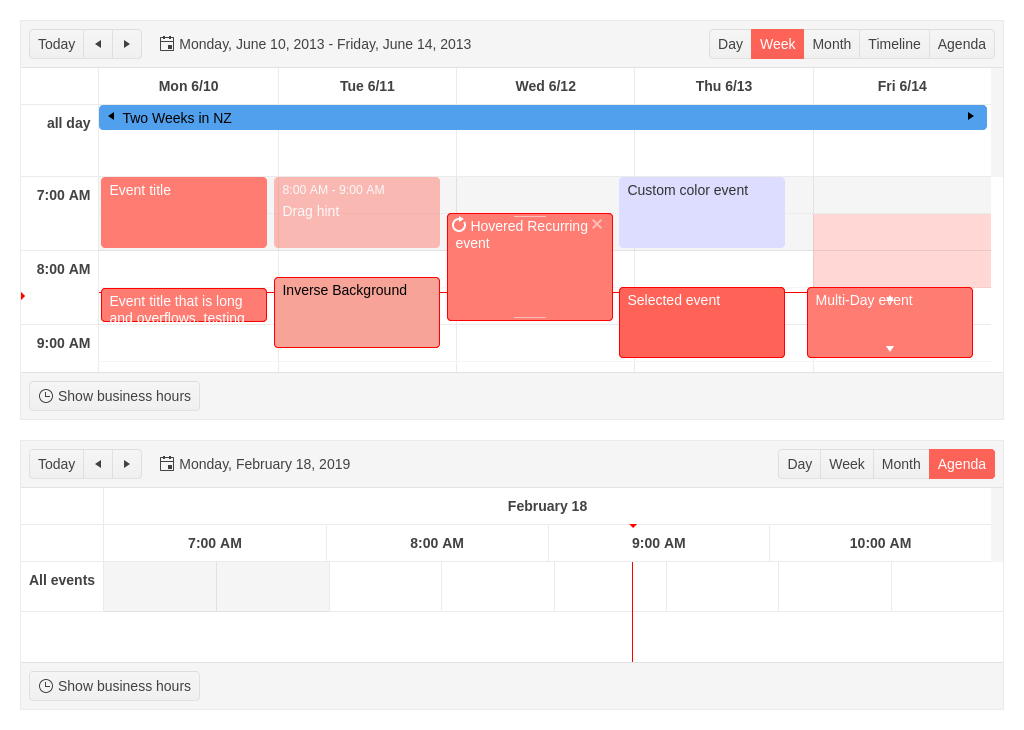 Today Monday, June 10, 2013 - Friday, June 14, 2013 Day Week Month Timeline Agenda
Mon 6/10 Tue 6/11 Wed 6/12 Thu 6/13 Fri 6/14
all day Two Weeks in NZ
7:00 AM Event title 8:00 AM - 9:00 AM Custom color event
Drag hint
Hovered Recurring
event
8:00 AM
Inverse Background
Event title that is long Selected event Multi-Day event
and overflows, testing
9:00 AM
Show business hours
Today Monday, February 18, 2019 Day Week Month Agenda
February 18
7:00 AM 8:00 AM 9:00 AM 10:00 AM
All events
Show business hours